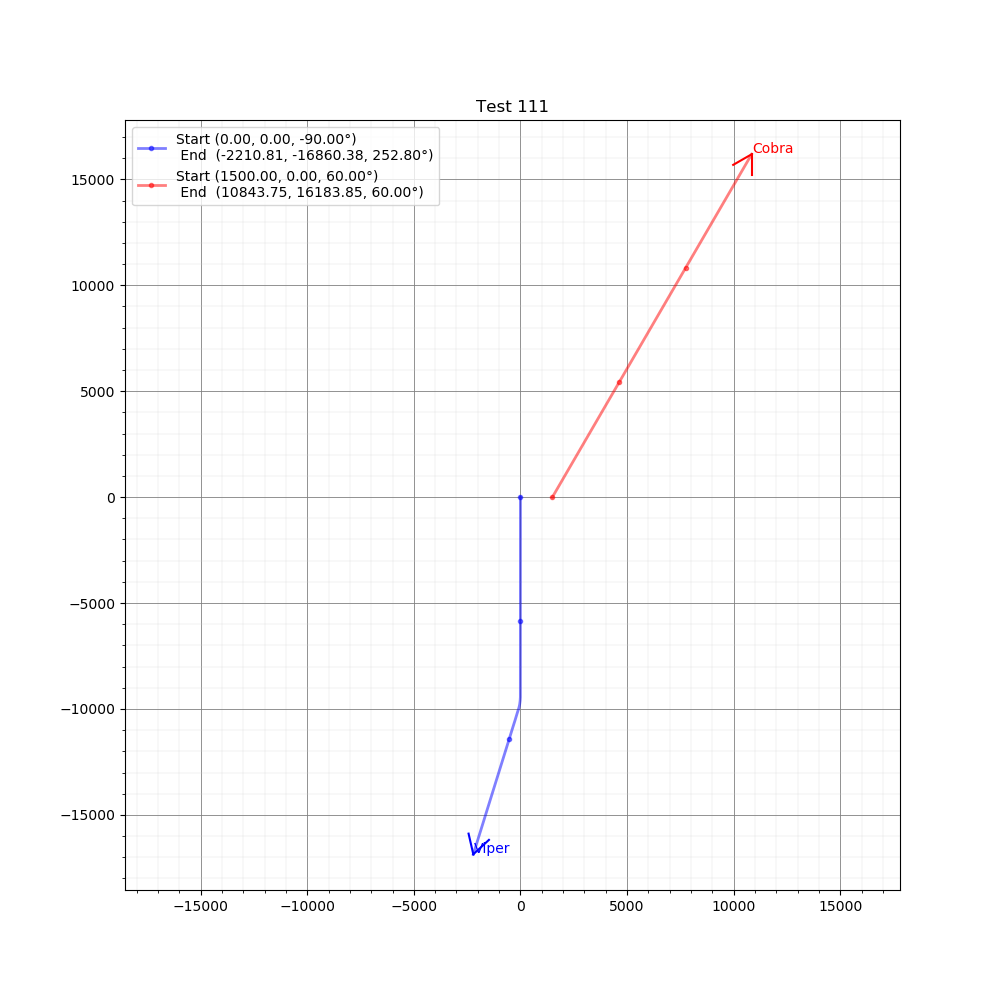 Test 111
Start (0.00, 0.00, -90.00°)
End (-2210.81, -16860.38, 252.80°)
Start (1500.00, 0.00, 60.00°)
End (10843.75, 16183.85, 60.00°)
Cobra
15000
10000
5000
0
−5000
−10000
−15000
Viper
−15000
−10000
−5000
0
5000
10000
15000